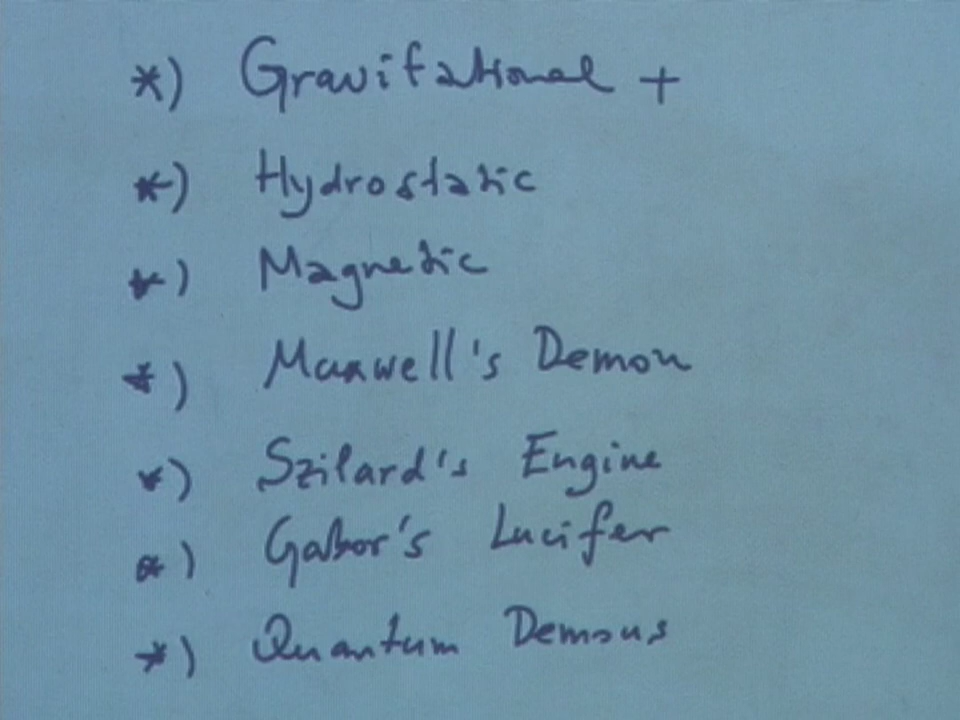 *) Gravitational +
*) Hydrostatic
*) Magnetic
*) Maxwell's Demon
*) Szilard's Engine
*) Gabor's Lucifer
*) Quantum Demons